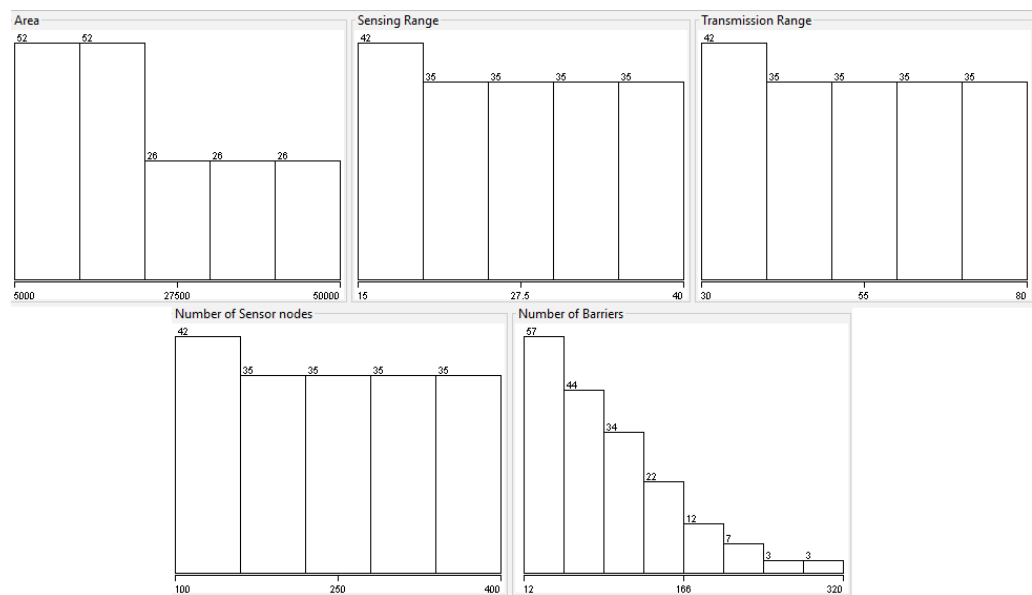 Area
52 52
26 26 26
5000 27500 50000
Sensing Range
42
35 35 35 35
15 27.5 40
Transmission Range
42
35 35 35 35
30 55 80
Number of Sensor nodes
42
35 35 35 35
100 250 400
Number of Barriers
57
44
34
22
12
7
3 3
12 166 320